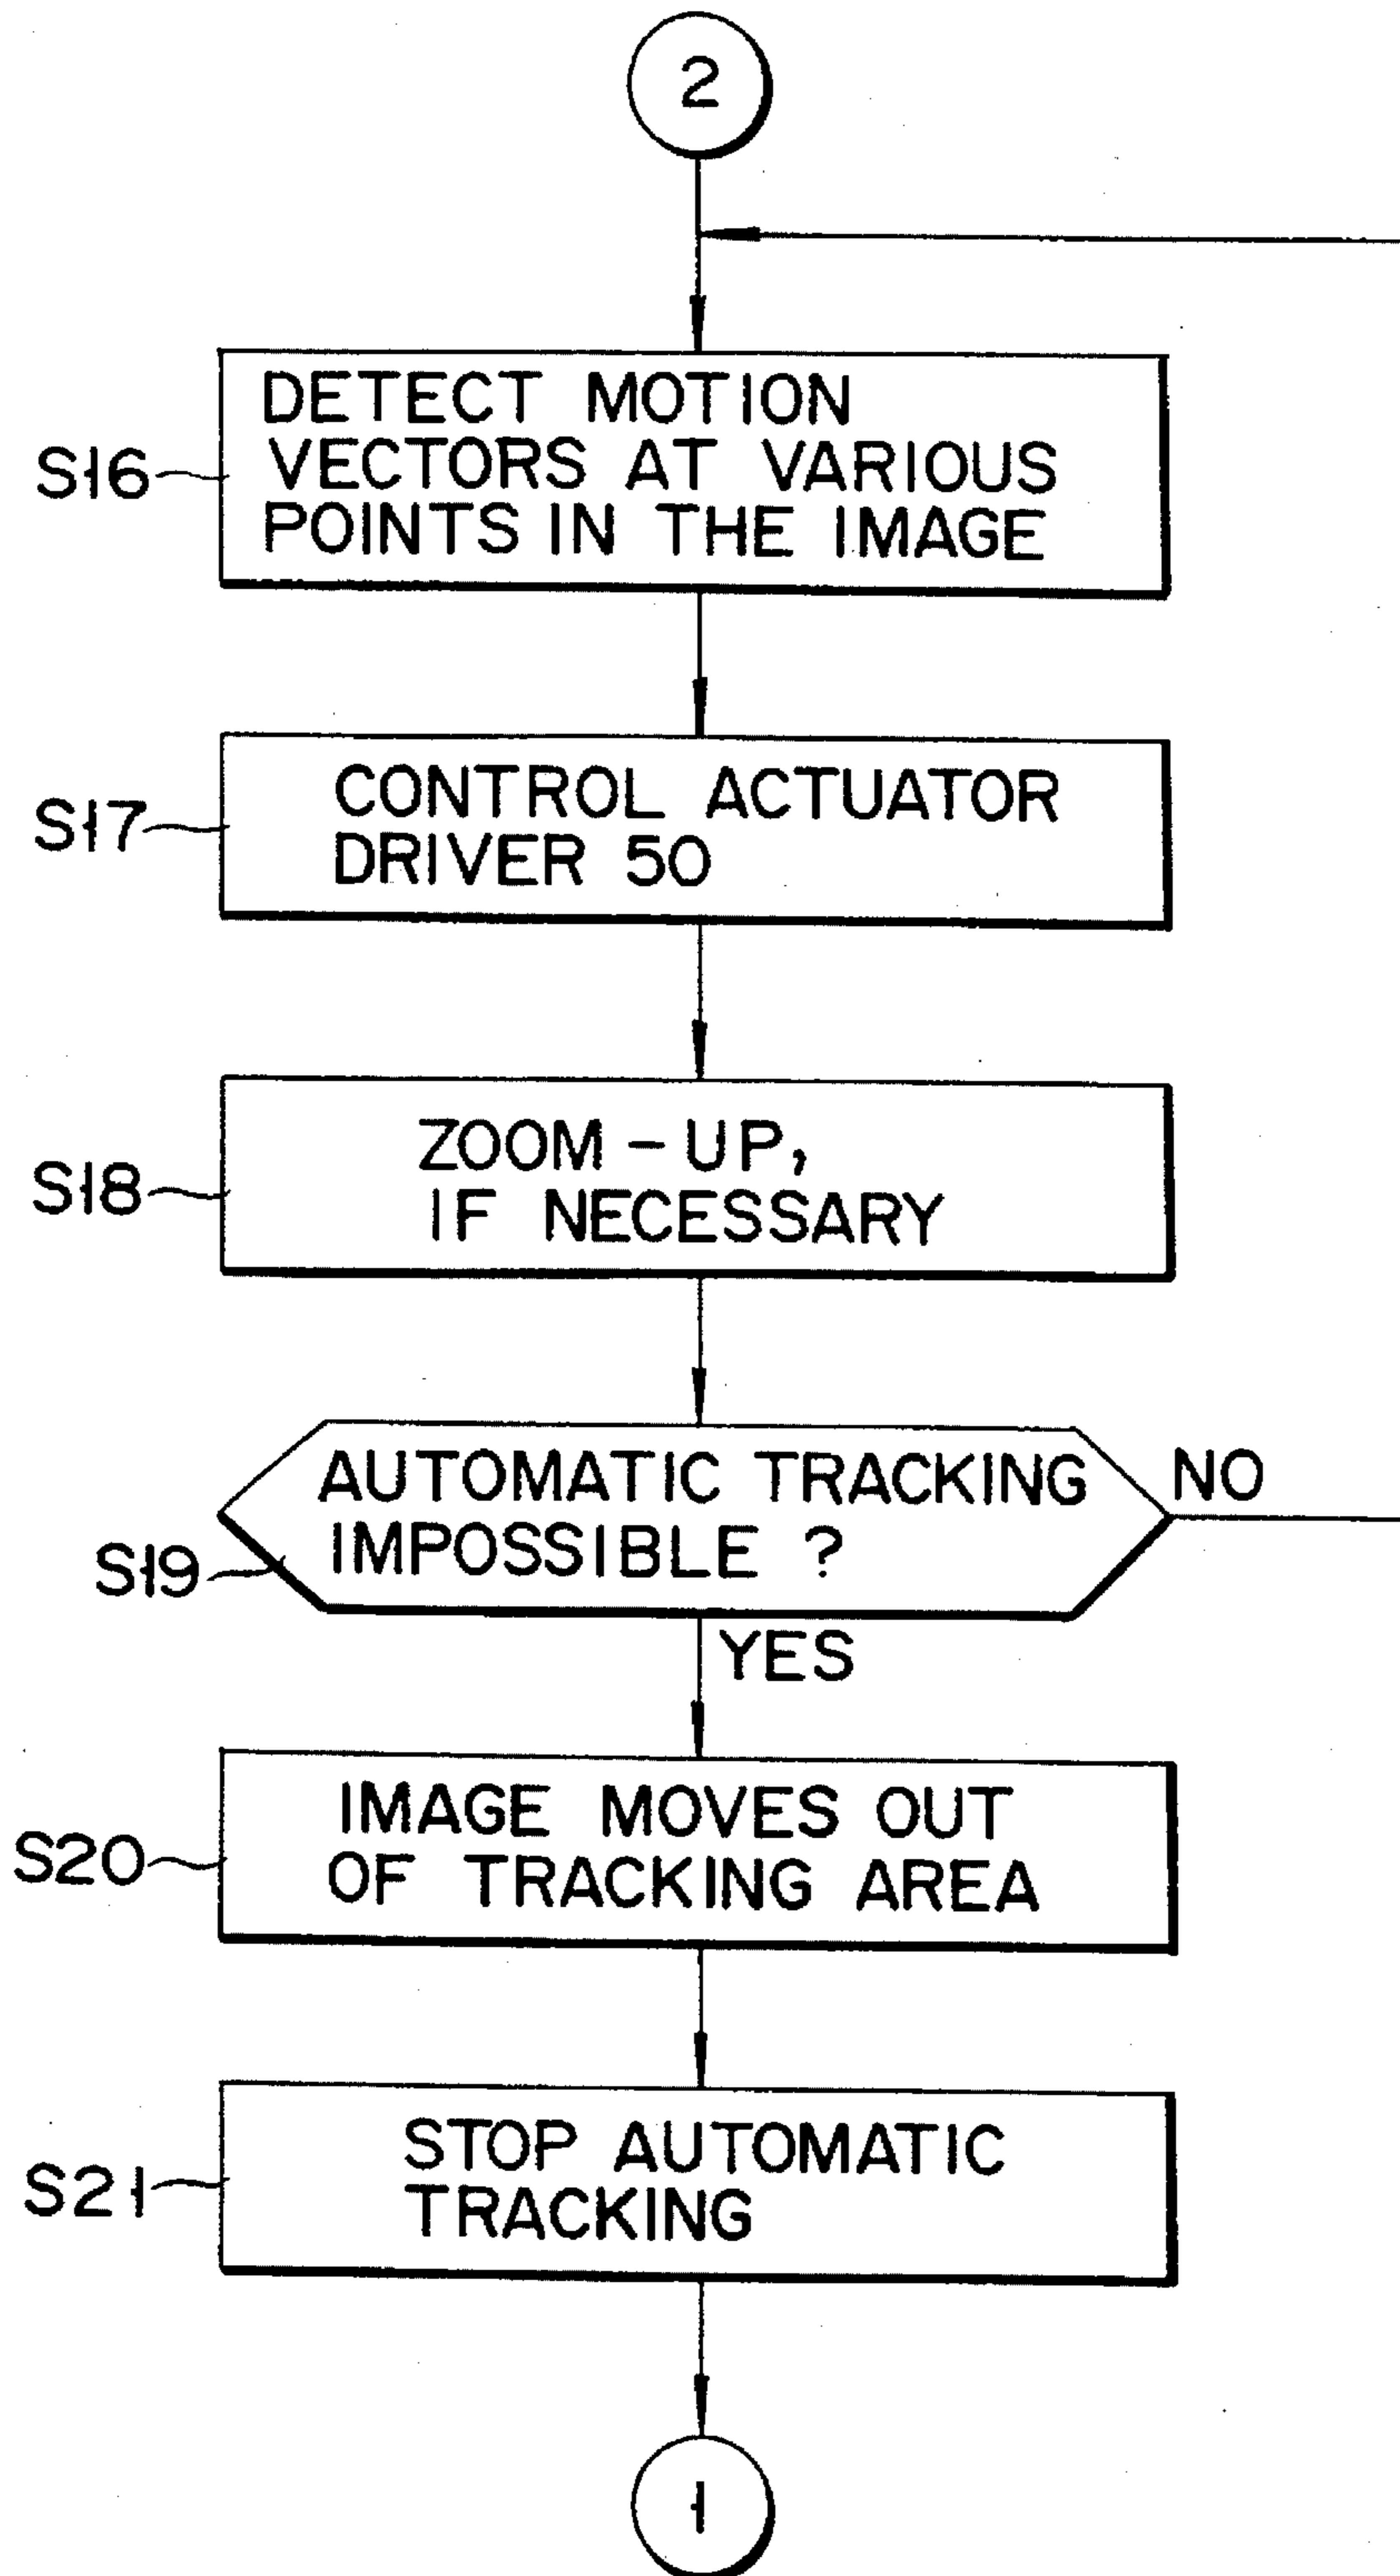 2
S16
DETECT MOTION
VECTORS AT VARIOUS
POINTS IN THE IMAGE
S17
CONTROL ACTUATOR
DRIVER 50
S18
ZOOM-UP,
IF NECESSARY
S19
AUTOMATIC TRACKING
IMPOSSIBLE ?
NO
YES
S20
IMAGE MOVES OUT
OF TRACKING AREA
S21
STOP AUTOMATIC
TRACKING
1